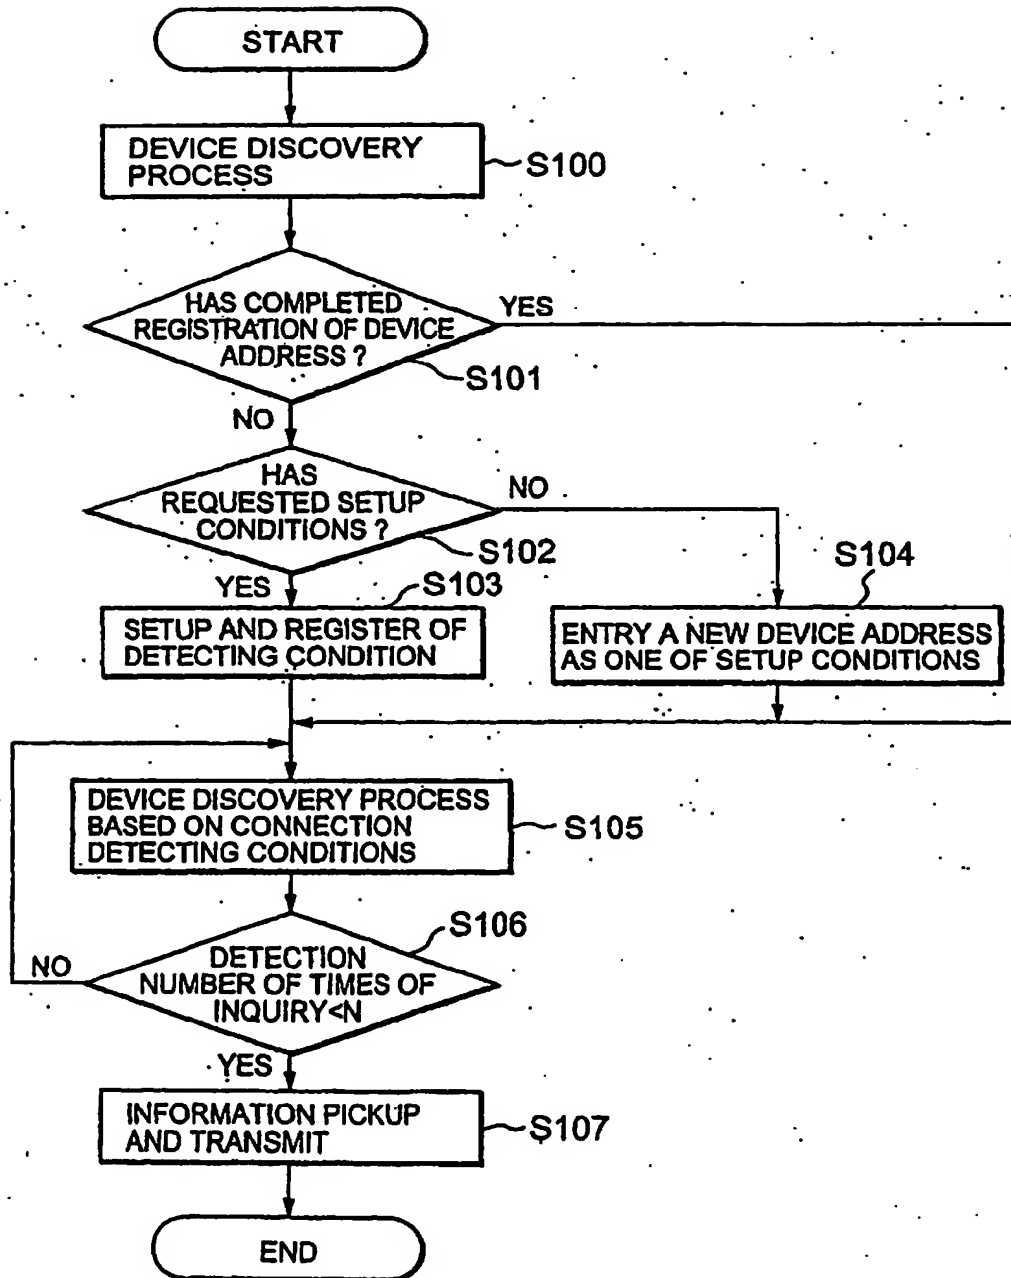 START
DEVICE DISCOVERY
PROCESS
S100
HAS COMPLETED
REGISTRATION OF DEVICE
ADDRESS ?
YES
S101
NO
HAS
REQUESTED SETUP
CONDITIONS ?
NO
S102
YES
S103
S104
SETUP AND REGISTER OF
DETECTING CONDITION
ENTRY A NEW DEVICE ADDRESS
AS ONE OF SETUP CONDITIONS
DEVICE DISCOVERY PROCESS
BASED ON CONNECTION
DETECTING CONDITIONS
S105
S106
DETECTION
NUMBER OF TIMES OF
INQUIRY<N
NO
YES
INFORMATION PICKUP
AND TRANSMIT
S107
END